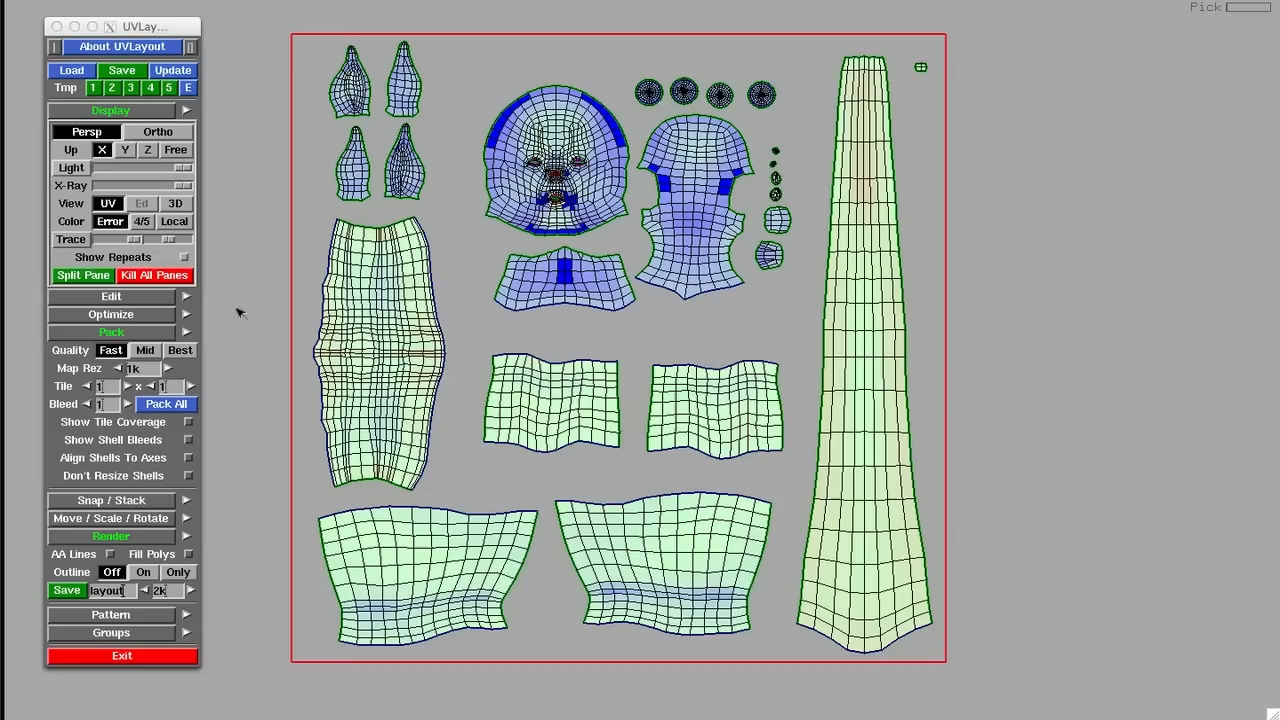 UVLay...
Pick
About UVLayout
Load Save Update
Tmp 1 2 3 4 5 E
Display
Persp Ortho
Up X Y Z Free
Light
X-Ray
View UV Ed 3D
Color Error 4/5 Local
Trace
Show Repeats
Split Pane Kill All Panes
Edit
Optimize
Pack
Quality Fast Mid Best
Map Rez 1k
Tile 1 x 1
Bleed 1 Pack All
Show Tile Coverage
Show Shell Bleeds
Align Shells To Axes
Don't Resize Shells
Snap / Stack
Move / Scale / Rotate
Render
AA Lines Fill Polys
Outline Off On Only
Save layout 2k
Pattern
Groups
Exit